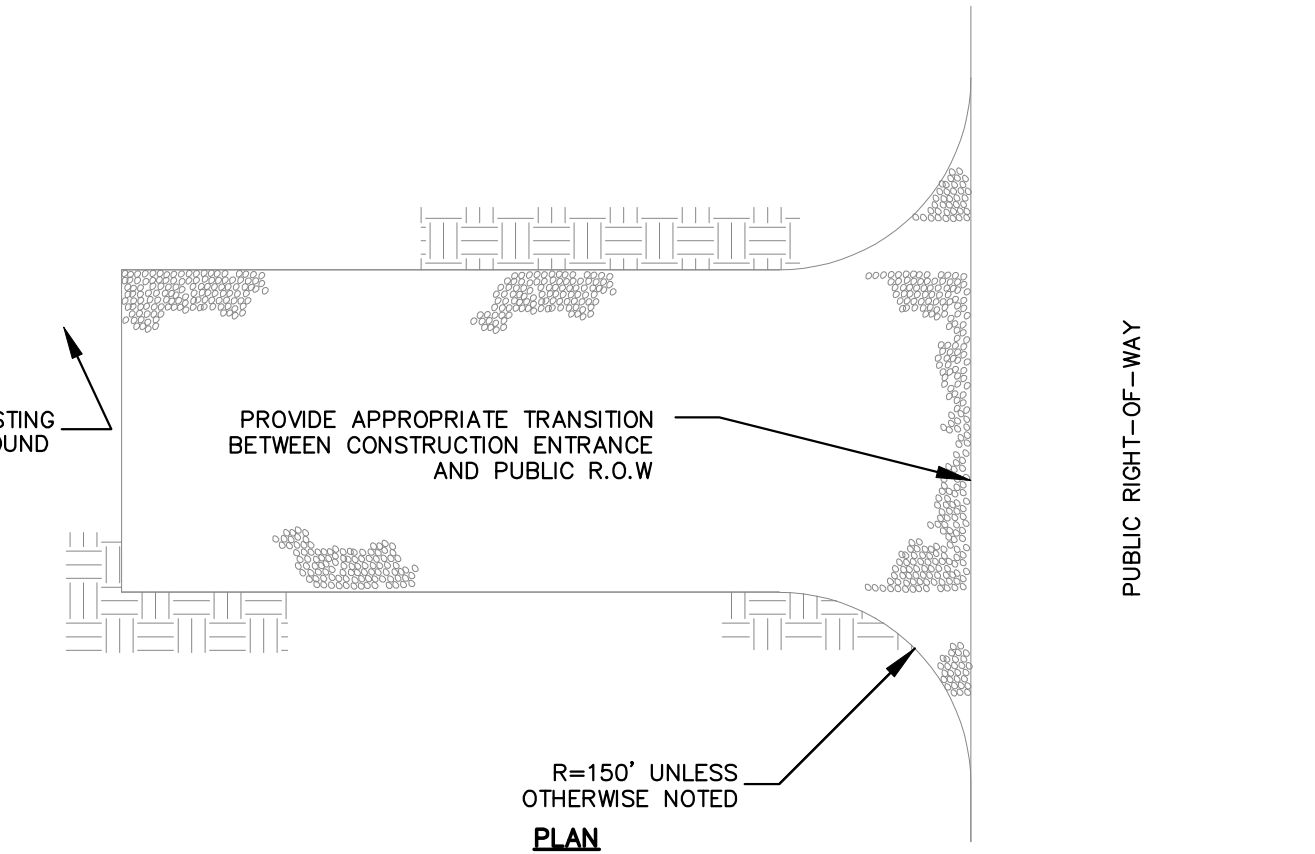 PROVIDE APPROPRIATE TRANSITION
BETWEEN CONSTRUCTION ENTRANCE
AND PUBLIC R.O.W
PUBLIC RIGHT-OF-WAY
R=150' UNLESS
OTHERWISE NOTED
PLAN